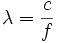 λ = c/f